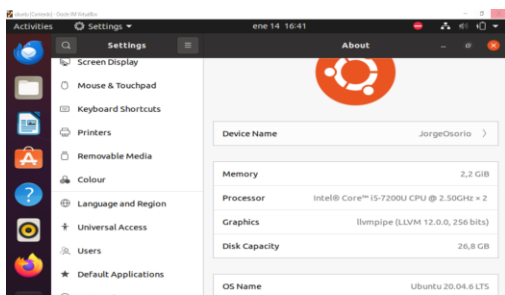 ubuntu [Corriendo] - Oracle VM VirtualBox
Activities
Settings
ene 14 16:41
Settings
About
Screen Display
Mouse & Touchpad
Keyboard Shortcuts
Printers
Removable Media
Colour
Language and Region
Universal Access
Users
Default Applications
Device Name
JorgeOsorio
Memory
2,2 GiB
Processor
Intel® Core™ i5-7200U CPU @ 2.50GHz × 2
Graphics
llvmpipe (LLVM 12.0.0, 256 bits)
Disk Capacity
26,8 GB
OS Name
Ubuntu 20.04.6 LTS